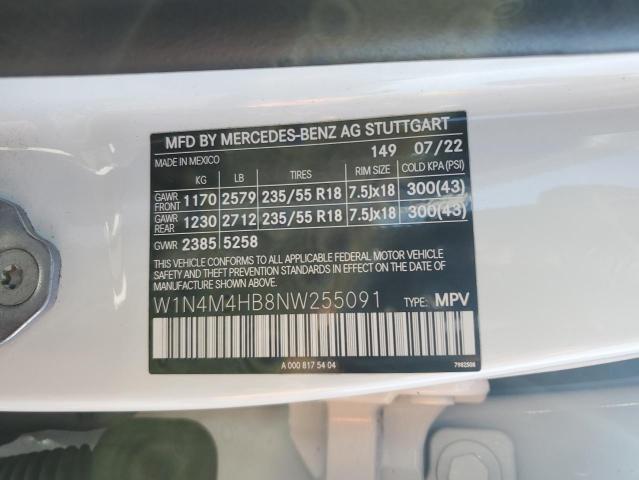 MFD BY MERCEDES-BENZ AG STUTTGART
MADE IN MEXICO 149 07/22
KG LB TIRES RIM SIZE COLD KPA (PSI)
GAWR FRONT 1170 2579 235/55 R18 7.5Jx18 300(43)
GAWR REAR 1230 2712 235/55 R18 7.5Jx18 300(43)
GVWR 2385 5258
THIS VEHICLE CONFORMS TO ALL APPLICABLE FEDERAL MOTOR VEHICLE
SAFETY, BUMPER, AND THEFT PREVENTION STANDARDS IN EFFECT ON THE DATE OF
MANUFACTURE SHOWN ABOVE.
W1N4M4HB8NW255091 TYPE: MPV
A 000 817 54 04 7982508